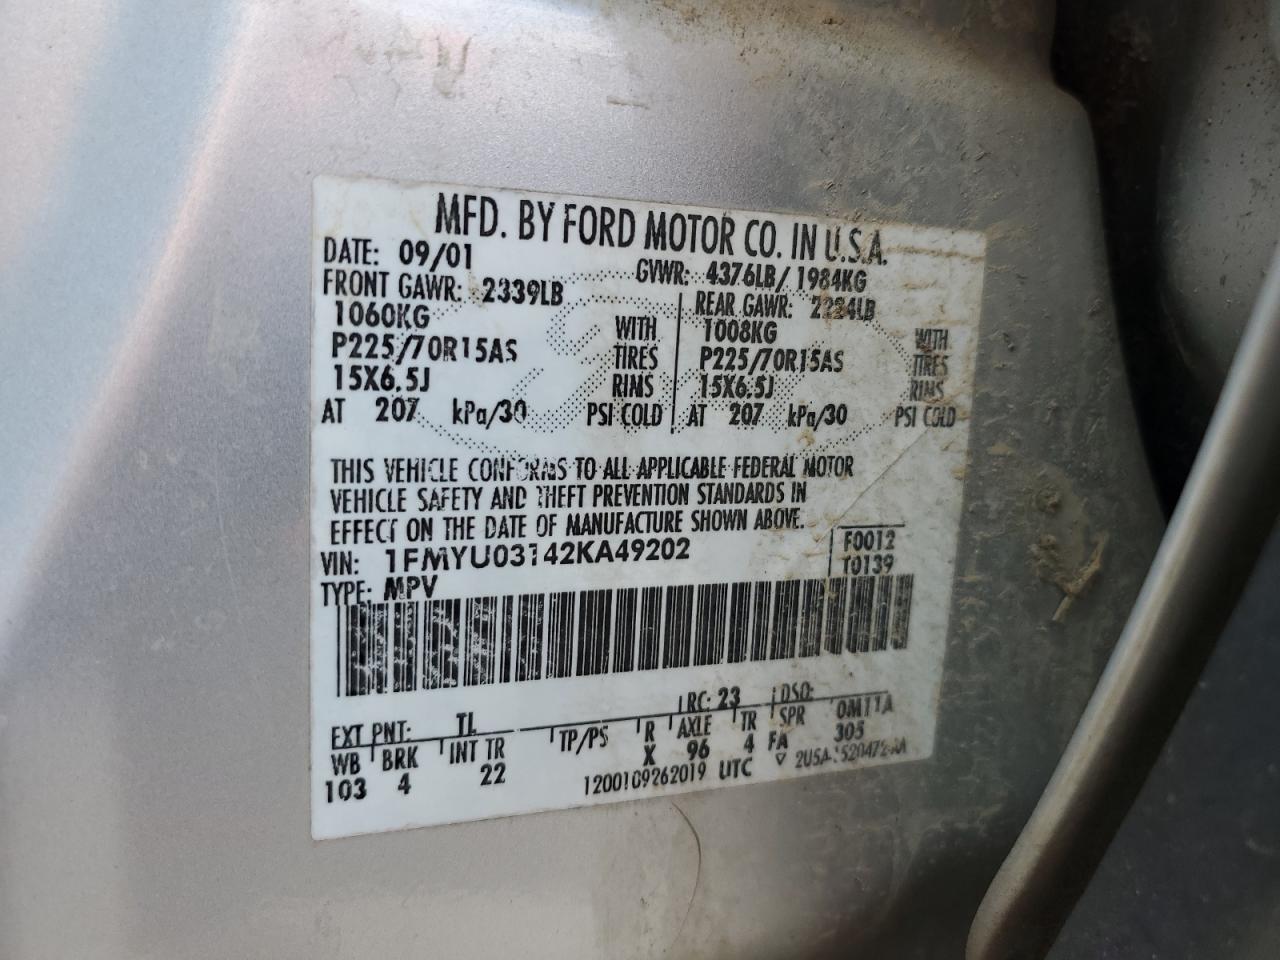 MFD. BY FORD MOTOR CO. IN U.S.A.
DATE: 09/01 GVWR: 4376LB/ 1984KG
FRONT GAWR: 2339LB REAR GAWR: 2224LB
1060KG WITH 1008KG WITH
P225/70R15AS TIRES P225/70R15AS TIRES
15X6.5J RIMS 15X6.5J RIMS
AT 207 kPa/30 PSI COLD AT 207 kPa/30 PSI COLD
THIS VEHICLE CONFORMS TO ALL APPLICABLE FEDERAL MOTOR
VEHICLE SAFETY AND THEFT PREVENTION STANDARDS IN
EFFECT ON THE DATE OF MANUFACTURE SHOWN ABOVE.
VIN: 1FMYU03142KA49202 F0012
TYPE: MPV T0139
EXT PNT: TL RC: 23 DSO:
WB BRK INT TR TP/PS R AXLE TR SPR 0M11A
103 4 22 X 96 4 FA 305
1200109262019 UTC